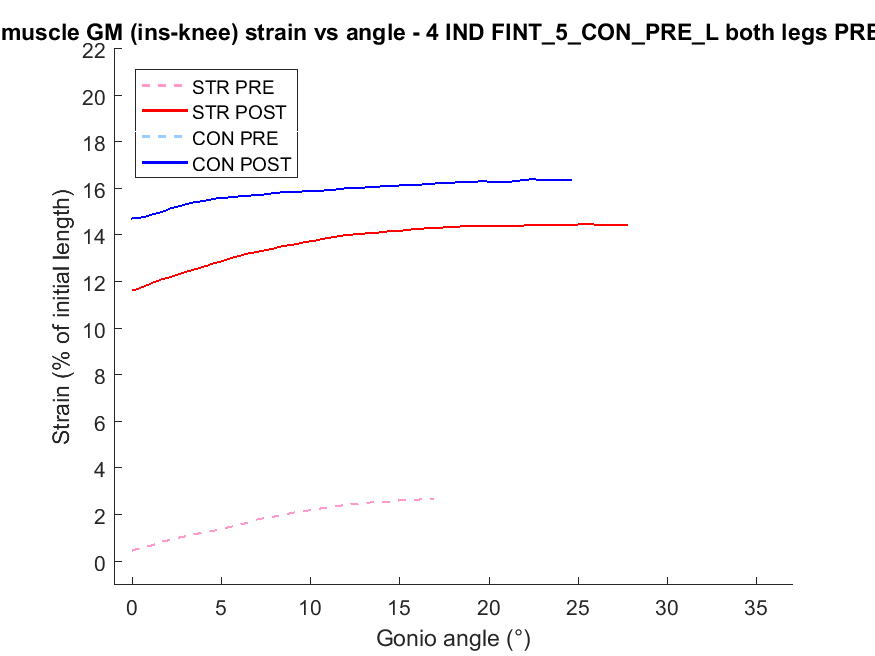 muscle GM (ins-knee) strain vs angle - 4 IND FINT_5_CON_PRE_L both legs PRE
22
20
18
16
14
12
10
8
6
4
2
0
STR PRE
STR POST
CON PRE
CON POST
Strain (% of initial length)
0 5 10 15 20 25 30 35
Gonio angle (°)